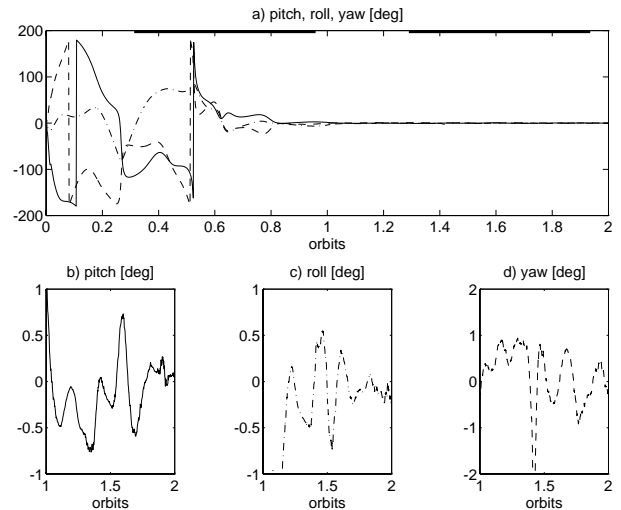 a) pitch, roll, yaw [deg]
200
100
0
-100
-200
0 0.2 0.4 0.6 0.8 1 1.2 1.4 1.6 1.8 2
orbits
b) pitch [deg] c) roll [deg] d) yaw [deg]
1 1 2
0.5 0.5 1
0 0 0
-0.5 -0.5 -1
-1 -1 -2
1 1.5 2 1 1.5 2 1 1.5 2
orbits orbits orbits